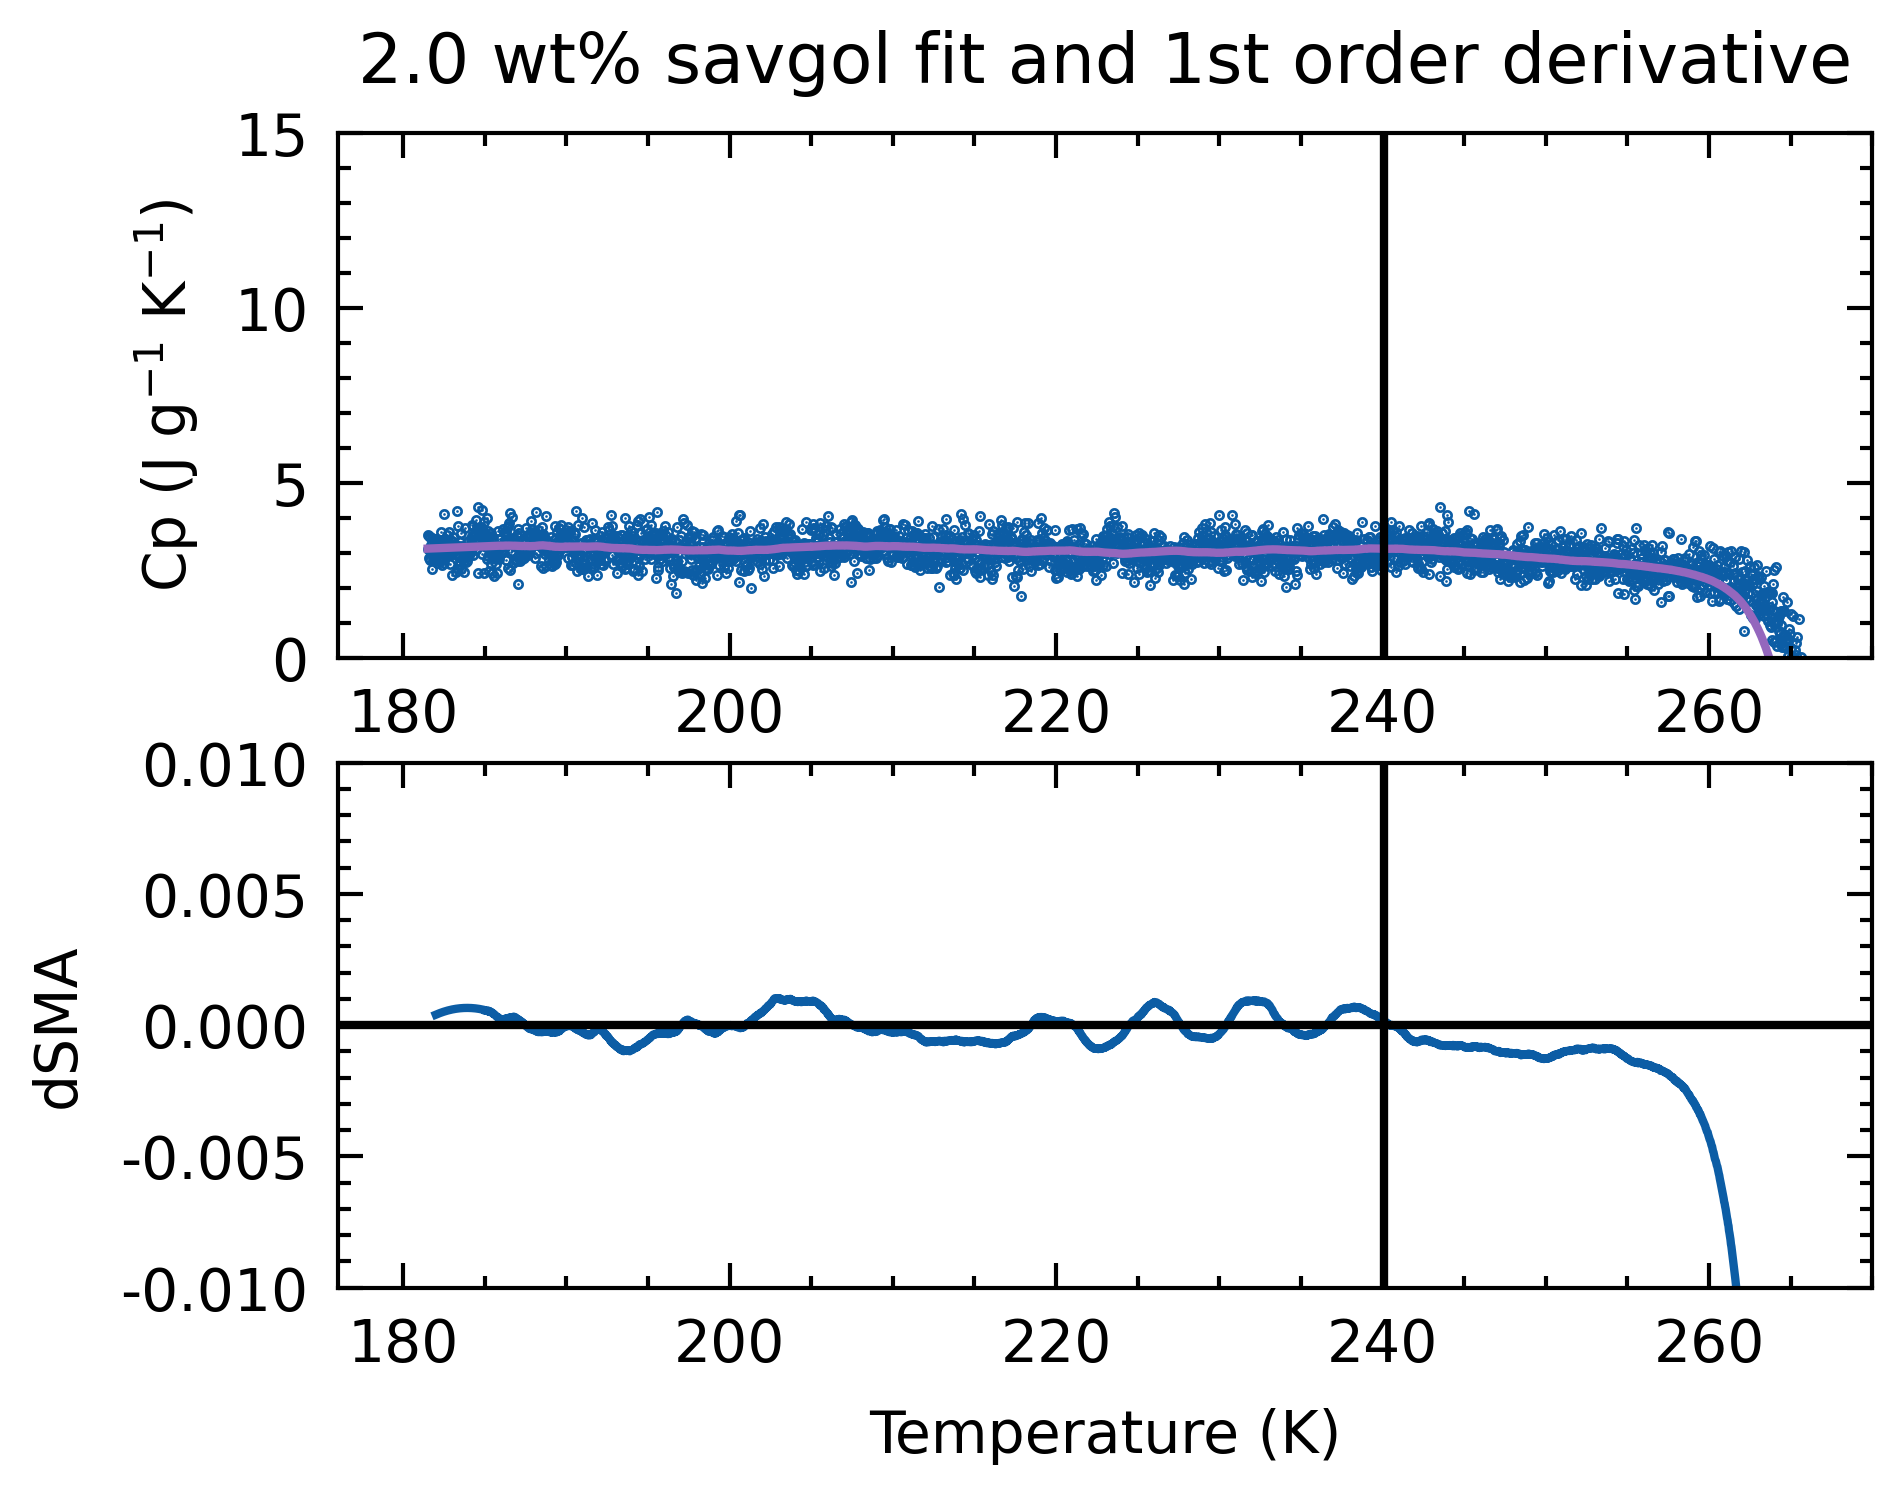 2.0 wt% savgol fit and 1st order derivative
15
10
5
0
Cp (J g⁻¹ K⁻¹)
180 200 220 240 260
0.010
0.005
0.000
-0.005
-0.010
dSMA
180 200 220 240 260
Temperature (K)